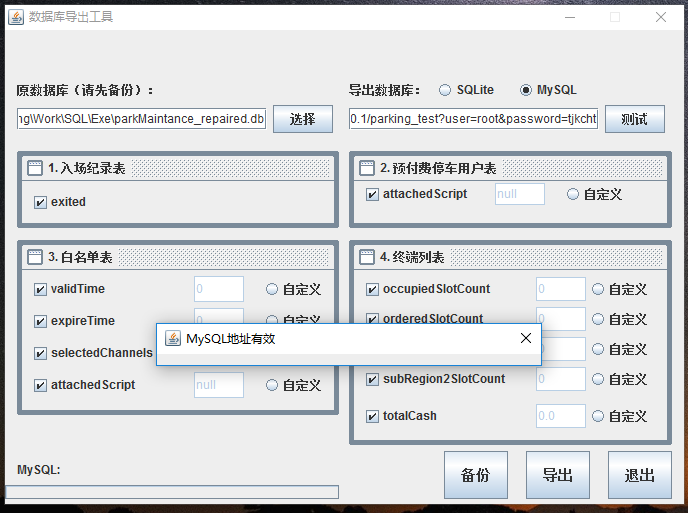 数据库导出工具
原数据库（请先备份）：
导出数据库： SQLite MySQL
ng\Work\SQL\Exe\parkMaintance_repaired.db 选择
0.1/parking_test?user=root&password=tjkcht 测试
1. 入场纪录表
exited
2. 预付费停车用户表
attachedScript null 自定义
3. 白名单表
validTime 0 自定义
expireTime 0 自定义
selectedChannels
attachedScript null 自定义
4. 终端列表
occupiedSlotCount 0 自定义
orderedSlotCount 0 自定义
0 自定义
subRegion2SlotCount 0 自定义
totalCash 0.0 自定义
MySQL地址有效
MySQL:
备份 导出 退出